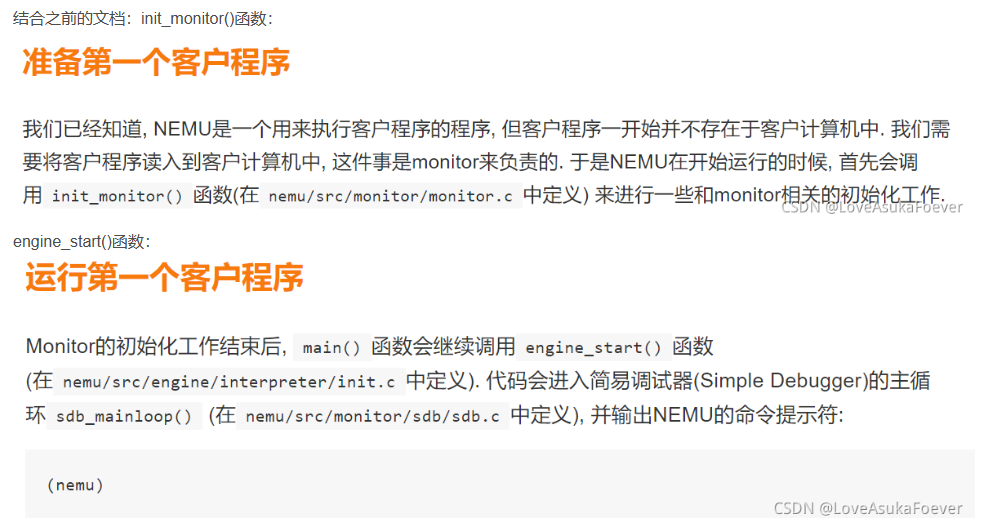 结合之前的文档：init_monitor()函数：
准备第一个客户程序
我们已经知道, NEMU是一个用来执行客户程序的程序, 但客户程序一开始并不存在于客户计算机中. 我们需
要将客户程序读入到客户计算机中, 这件事是monitor来负责的. 于是NEMU在开始运行的时候, 首先会调
用 init_monitor() 函数(在 nemu/src/monitor/monitor.c 中定义) 来进行一些和monitor相关的初始化工作.
CSDN @LoveAsukaFoever
engine_start()函数：
运行第一个客户程序
Monitor的初始化工作结束后, main() 函数会继续调用 engine_start() 函数
(在 nemu/src/engine/interpreter/init.c 中定义). 代码会进入简易调试器(Simple Debugger)的主循
环 sdb_mainloop() (在 nemu/src/monitor/sdb/sdb.c 中定义), 并输出NEMU的命令提示符:
(nemu)
CSDN @LoveAsukaFoever